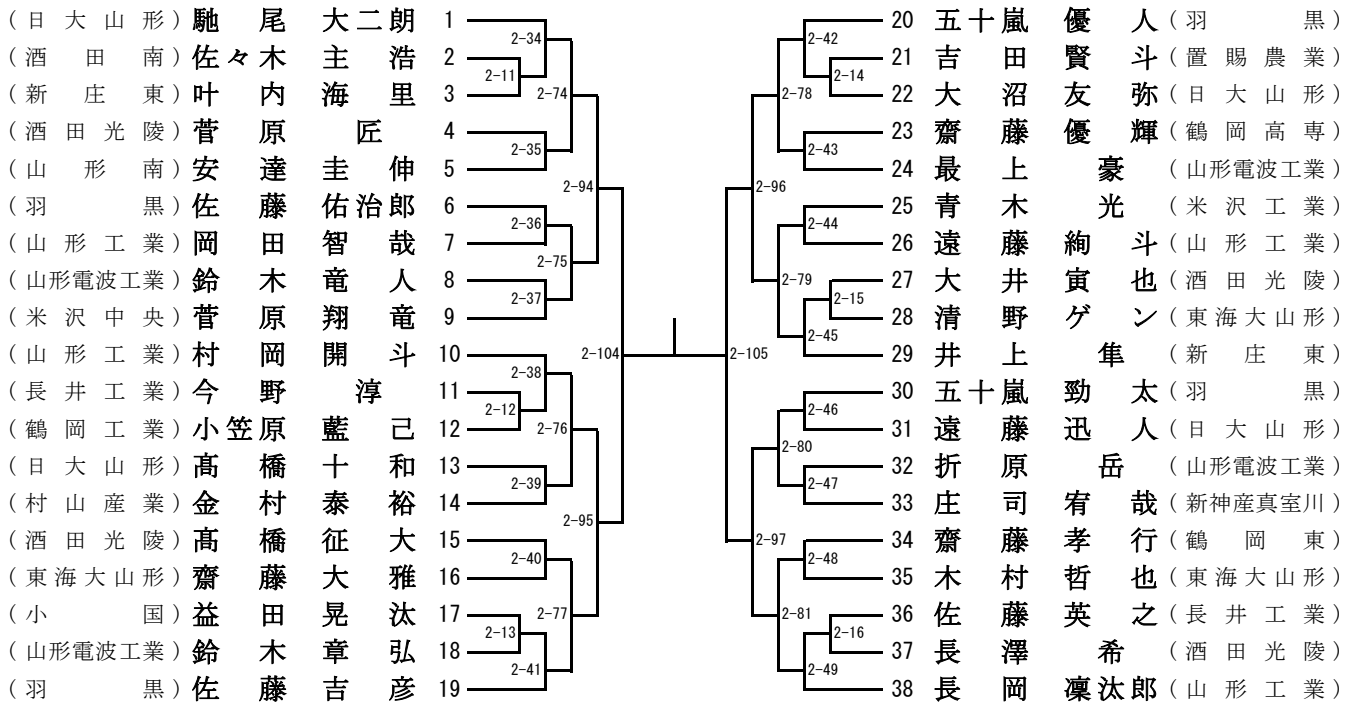 (日大山形) 馳尾大二朗 1
(酒田南) 佐々木主浩 2
(新庄東) 叶内海里 3
(酒田光陵) 菅原匠 4
(山形南) 安達圭伸 5
(羽黒) 佐藤佑治郎 6
(山形工業) 岡田智哉 7
(山形電波工業) 鈴木竜人 8
(米沢中央) 菅原翔竜 9
(山形工業) 村岡開斗 10
(長井工業) 今野淳 11
(鶴岡工業) 小笠原藍己 12
(日大山形) 髙橋十和 13
(村山産業) 金村泰裕 14
(酒田光陵) 髙橋征大 15
(東海大山形) 齋藤大雅 16
(小国) 益田晃汰 17
(山形電波工業) 鈴木章弘 18
(羽黒) 佐藤吉彦 19
2-34
2-11
2-74
2-35
2-94
2-36
2-75
2-37
2-104
2-38
2-12
2-76
2-39
2-95
2-40
2-77
2-13
2-41
2-42
2-14
2-78
2-43
2-96
2-44
2-79
2-15
2-45
2-105
2-46
2-80
2-47
2-97
2-48
2-81
2-16
2-49
20 五十嵐優人 (羽黒)
21 吉田賢斗 (置賜農業)
22 大沼友弥 (日大山形)
23 齋藤優輝 (鶴岡高専)
24 最上豪 (山形電波工業)
25 青木光 (米沢工業)
26 遠藤絢斗 (山形工業)
27 大井寅也 (酒田光陵)
28 清野ゲン (東海大山形)
29 井上隼 (新庄東)
30 五十嵐勁太 (羽黒)
31 遠藤迅人 (日大山形)
32 折原岳 (山形電波工業)
33 庄司宥哉 (新神産真室川)
34 齋藤孝行 (鶴岡東)
35 木村哲也 (東海大山形)
36 佐藤英之 (長井工業)
37 長澤希 (酒田光陵)
38 長岡凜汰郎 (山形工業)